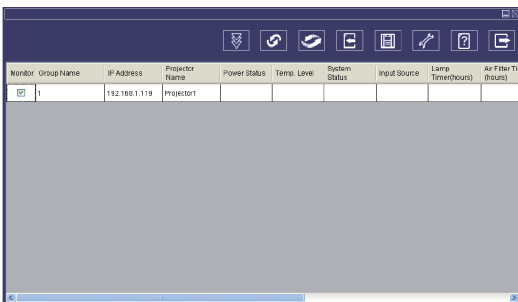 ?
Monitor Group Name IP Address Projector Name Power Status Temp. Level System Status Input Source Lamp Timer(hours) Air Filter Ti (hours)
1 192.168.1.119 Projector1